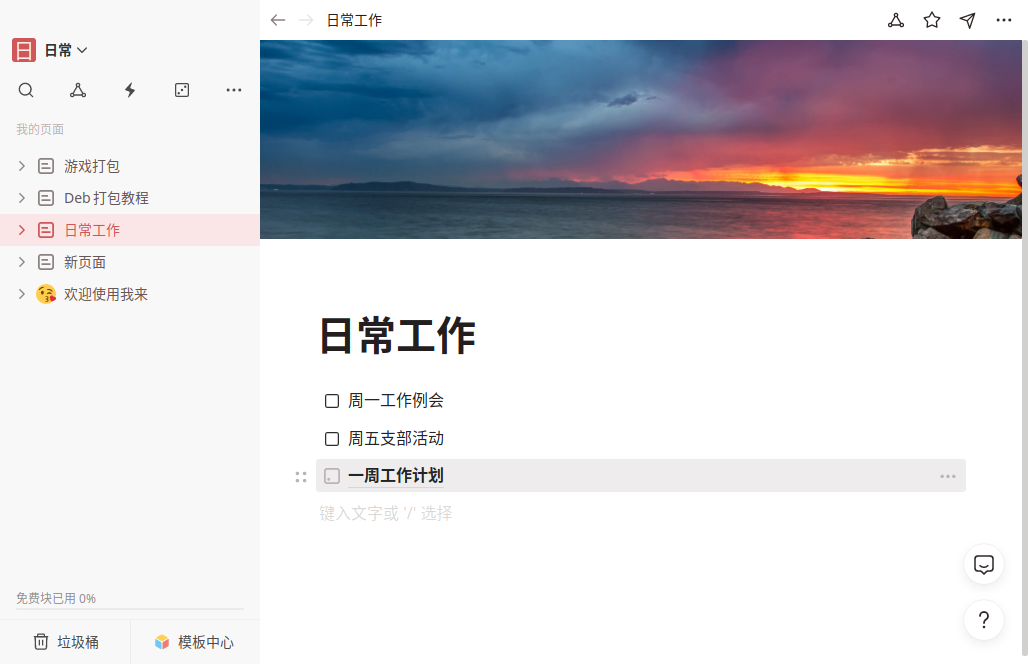 日常工作
日 日常
我的页面
游戏打包
Deb 打包教程
日常工作
新页面
欢迎使用我来
日常工作
周一工作例会
周五支部活动
一周工作计划
键入文字或 '/' 选择
免费块已用 0%
垃圾桶
模板中心
?